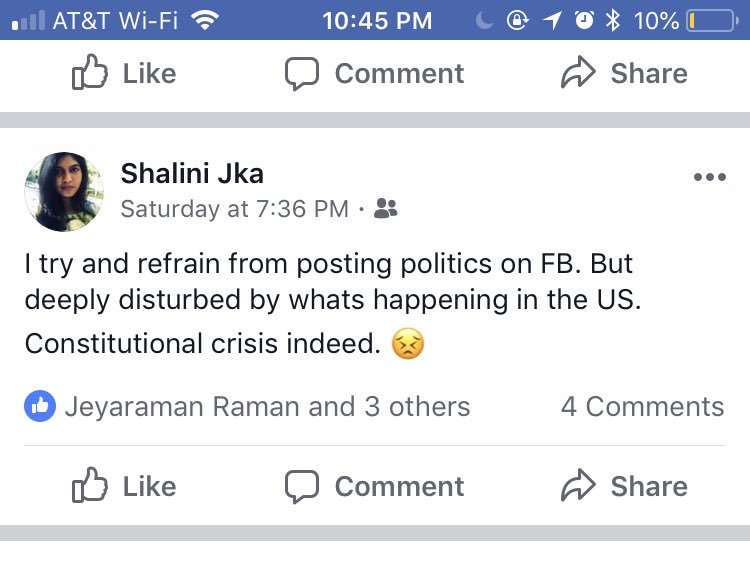 AT&T Wi-Fi 10:45 PM 10%
Like Comment Share
Shalini Jka
Saturday at 7:36 PM ·
I try and refrain from posting politics on FB. But
deeply disturbed by whats happening in the US.
Constitutional crisis indeed. 😣
Jeyaraman Raman and 3 others 4 Comments
Like Comment Share